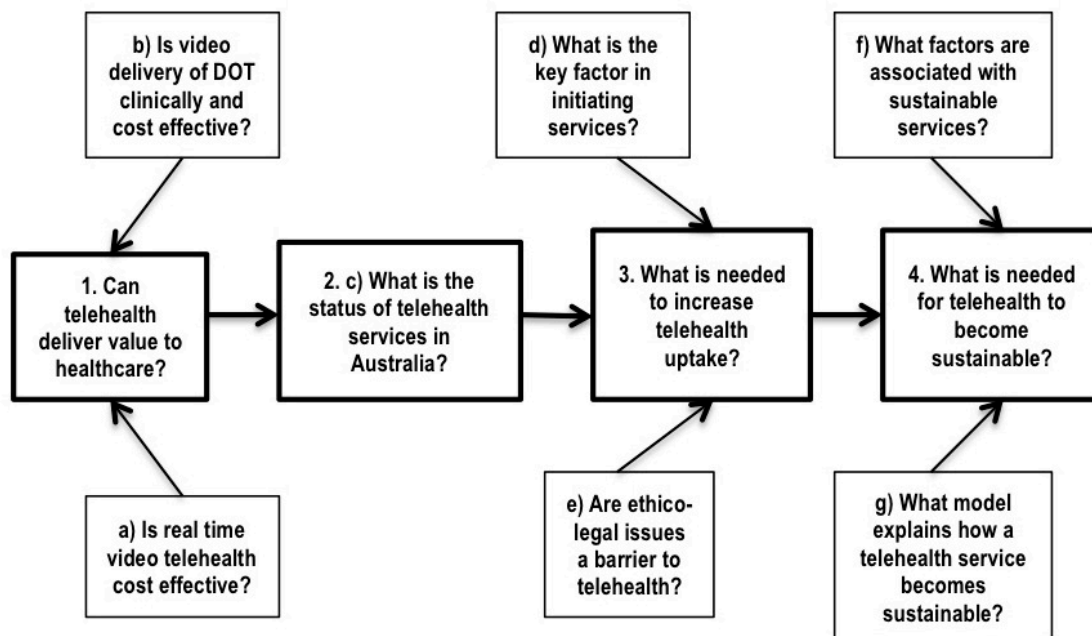 b) Is video
delivery of DOT
clinically and
cost effective?
d) What is the
key factor in
initiating
services?
f) What factors are
associated with
sustainable
services?
1. Can
telehealth
deliver value to
healthcare?
2. c) What is the
status of telehealth
services in
Australia?
3. What is needed
to increase
telehealth
uptake?
4. What is needed
for telehealth to
become
sustainable?
a) Is real time
video telehealth
cost effective?
e) Are ethico-
legal issues
a barrier to
telehealth?
g) What model
explains how a
telehealth service
becomes
sustainable?